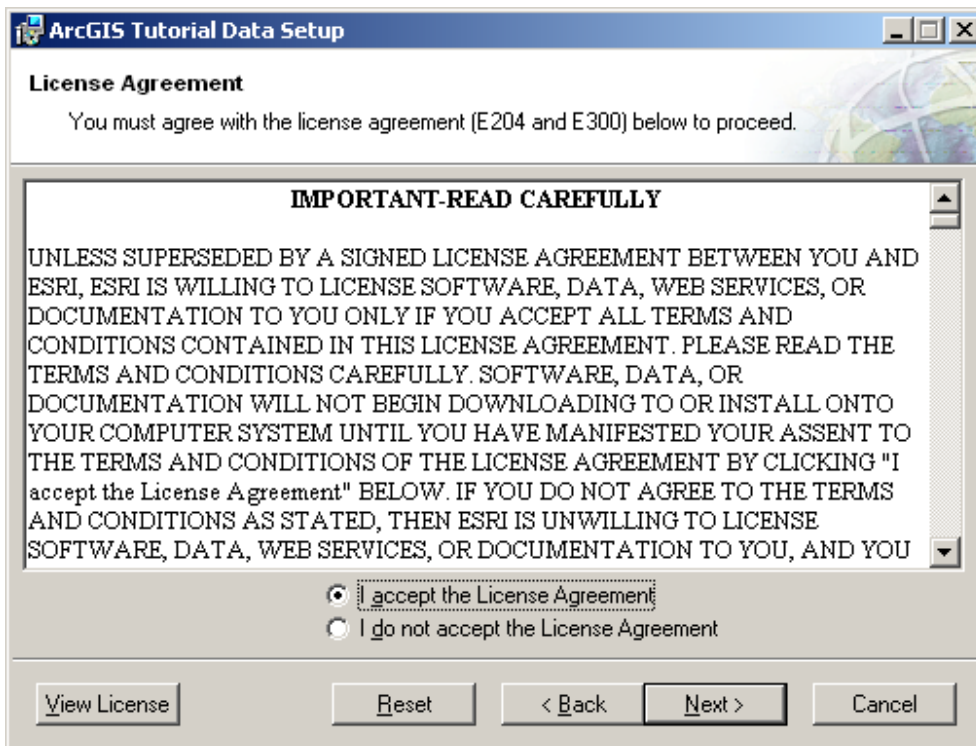 ArcGIS Tutorial Data Setup
License Agreement
You must agree with the license agreement (E204 and E300) below to proceed.
IMPORTANT-READ CAREFULLY
UNLESS SUPERSEDED BY A SIGNED LICENSE AGREEMENT BETWEEN YOU AND
ESRI, ESRI IS WILLING TO LICENSE SOFTWARE, DATA, WEB SERVICES, OR
DOCUMENTATION TO YOU ONLY IF YOU ACCEPT ALL TERMS AND
CONDITIONS CONTAINED IN THIS LICENSE AGREEMENT. PLEASE READ THE
TERMS AND CONDITIONS CAREFULLY. SOFTWARE, DATA, OR
DOCUMENTATION WILL NOT BEGIN DOWNLOADING TO OR INSTALL ONTO
YOUR COMPUTER SYSTEM UNTIL YOU HAVE MANIFESTED YOUR ASSENT TO
THE TERMS AND CONDITIONS OF THE LICENSE AGREEMENT BY CLICKING "I
accept the License Agreement" BELOW. IF YOU DO NOT AGREE TO THE TERMS
AND CONDITIONS AS STATED, THEN ESRI IS UNWILLING TO LICENSE
SOFTWARE, DATA, WEB SERVICES, OR DOCUMENTATION TO YOU, AND YOU
I accept the License Agreement
I do not accept the License Agreement
View License
Reset
< Back
Next >
Cancel